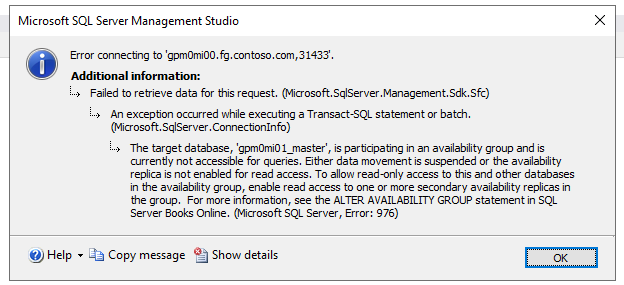 Microsoft SQL Server Management Studio
Error connecting to 'gpm0mi00.fg.contoso.com,31433'.
Additional information:
Failed to retrieve data for this request. (Microsoft.SqlServer.Management.Sdk.Sfc)
An exception occurred while executing a Transact-SQL statement or batch.
(Microsoft.SqlServer.ConnectionInfo)
The target database, 'gpm0mi01_master', is participating in an availability group and is
currently not accessible for queries. Either data movement is suspended or the availability
replica is not enabled for read access. To allow read-only access to this and other databases
in the availability group, enable read access to one or more secondary availability replicas in
the group.  For more information, see the ALTER AVAILABILITY GROUP statement in SQL
Server Books Online. (Microsoft SQL Server, Error: 976)
Help Copy message Show details OK